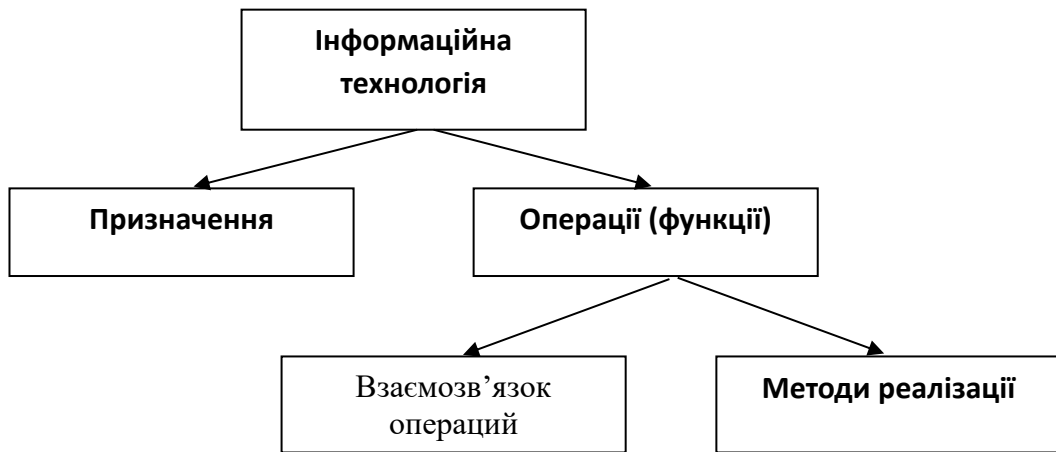 Інформаційна
технологія
Призначення
Операції (функції)
Взаємозв’язок
операций
Методи реалізації